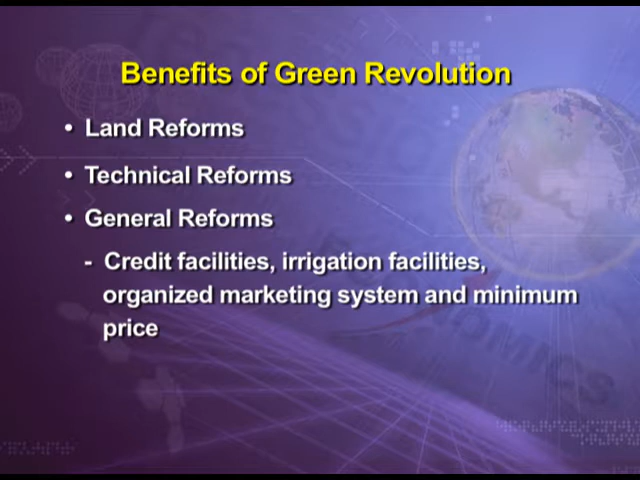 Benefits of Green Revolution
• Land Reforms
• Technical Reforms
• General Reforms
- Credit facilities, irrigation facilities,
organized marketing system and minimum
price